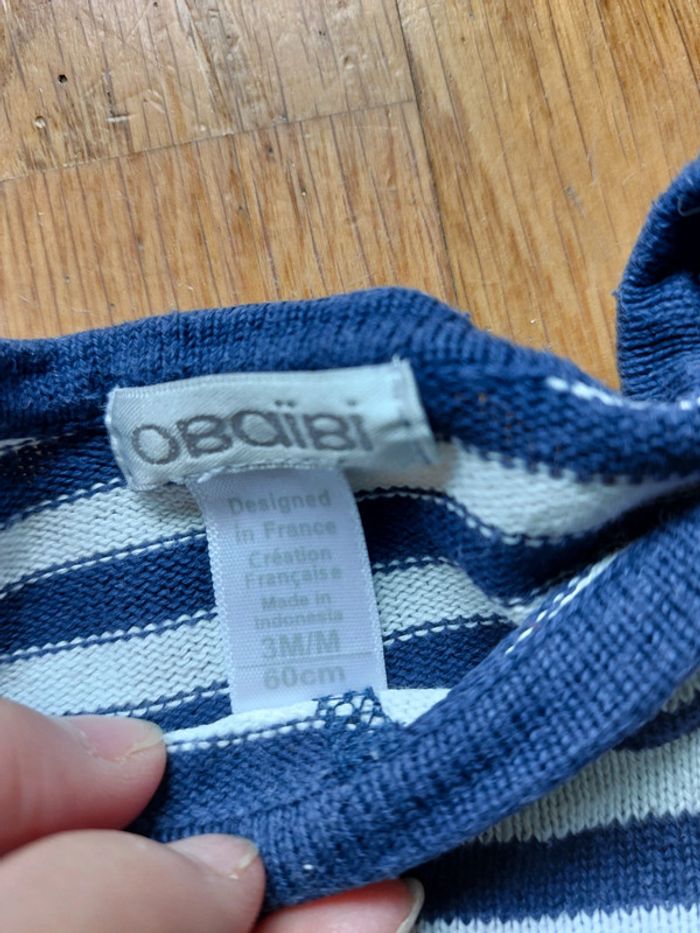 OBaïBi
Designed
in France
Création
Française
Made in
Indonesia
3M/M
60cm